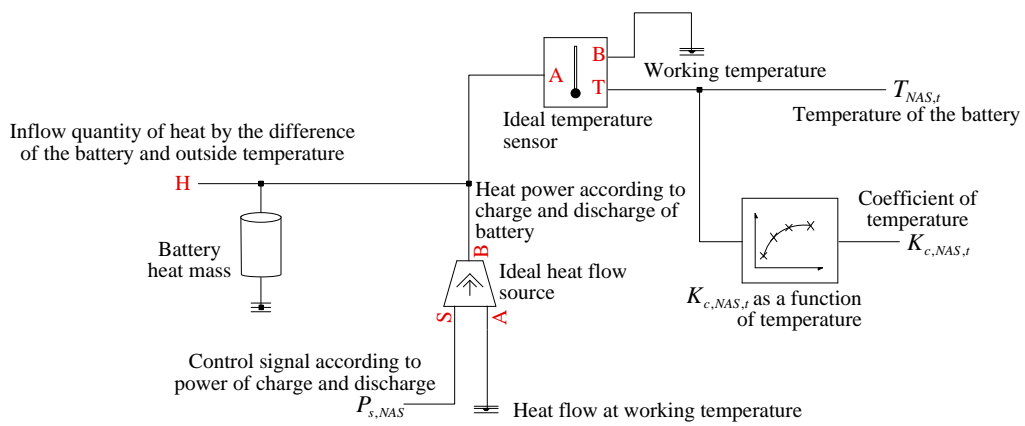 B
A
T
Working temperature
T_{NAS,t}
Temperature of the battery
Ideal temperature
sensor
Inflow quantity of heat by the difference
of the battery and outside temperature
H
Heat power according to
charge and discharge of
battery
Coefficient of
temperature
K_{c,NAS,t}
Battery
heat mass
B
Ideal heat flow
source
K_{c,NAS,t} as a function
of temperature
S
A
Control signal according to
power of charge and discharge
P_{s,NAS}
Heat flow at working temperature